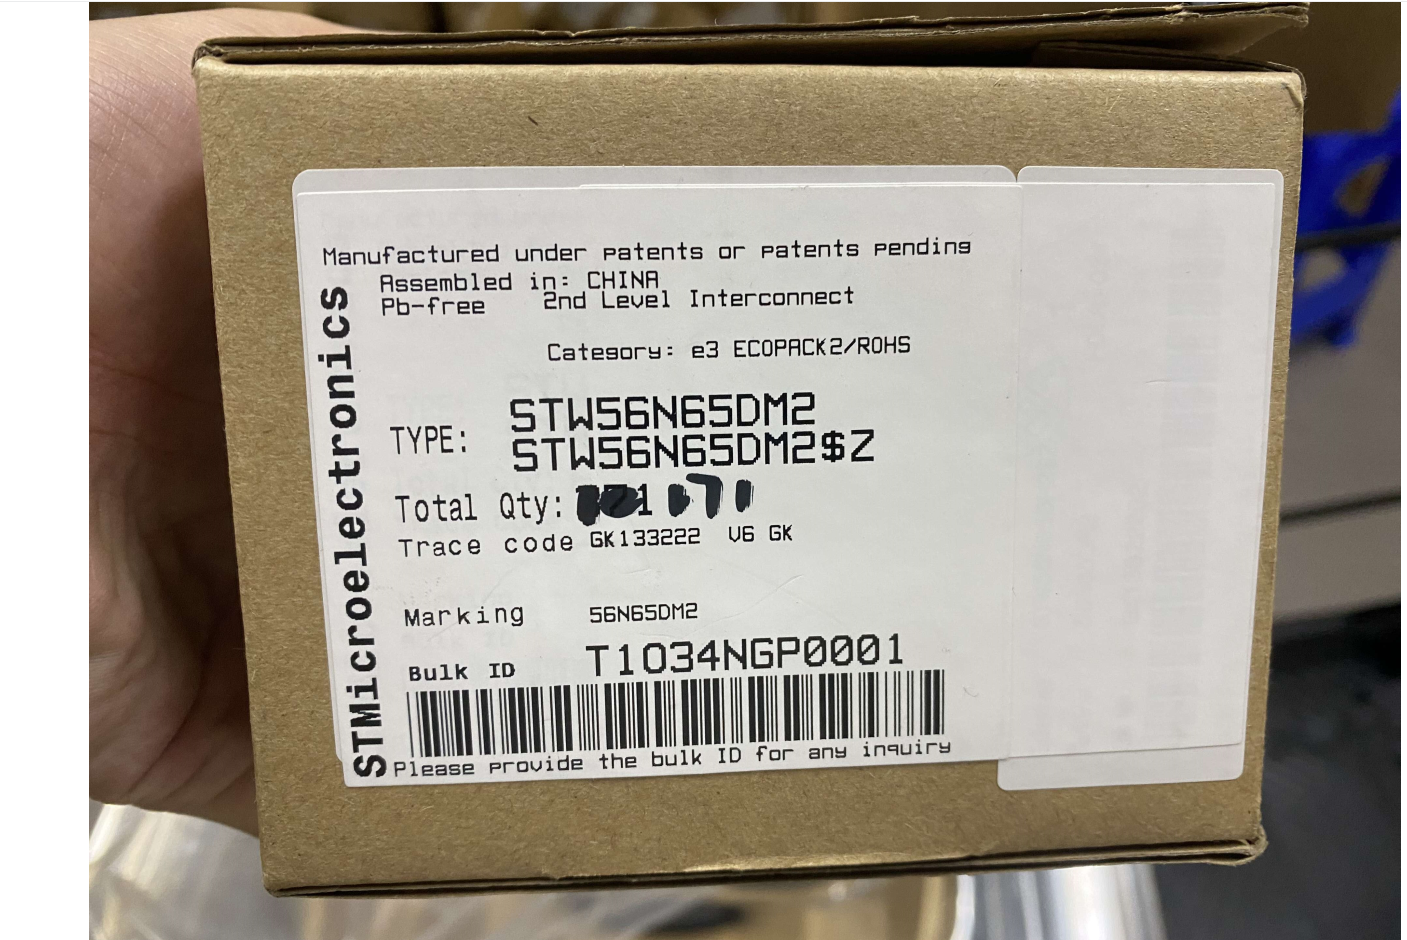 Manufactured under patents or patents pending
Assembled in: CHINA
Pb-free 2nd Level Interconnect
Category: e3 ECOPACK2/ROHS
STMicroelectronics
TYPE: STW56N65DM2
STW56N65DM2$Z
Total Qty:
Trace code GK133222 V6 GK
Marking 56N65DM2
Bulk ID T1034NGP0001
Please provide the bulk ID for any inquiry